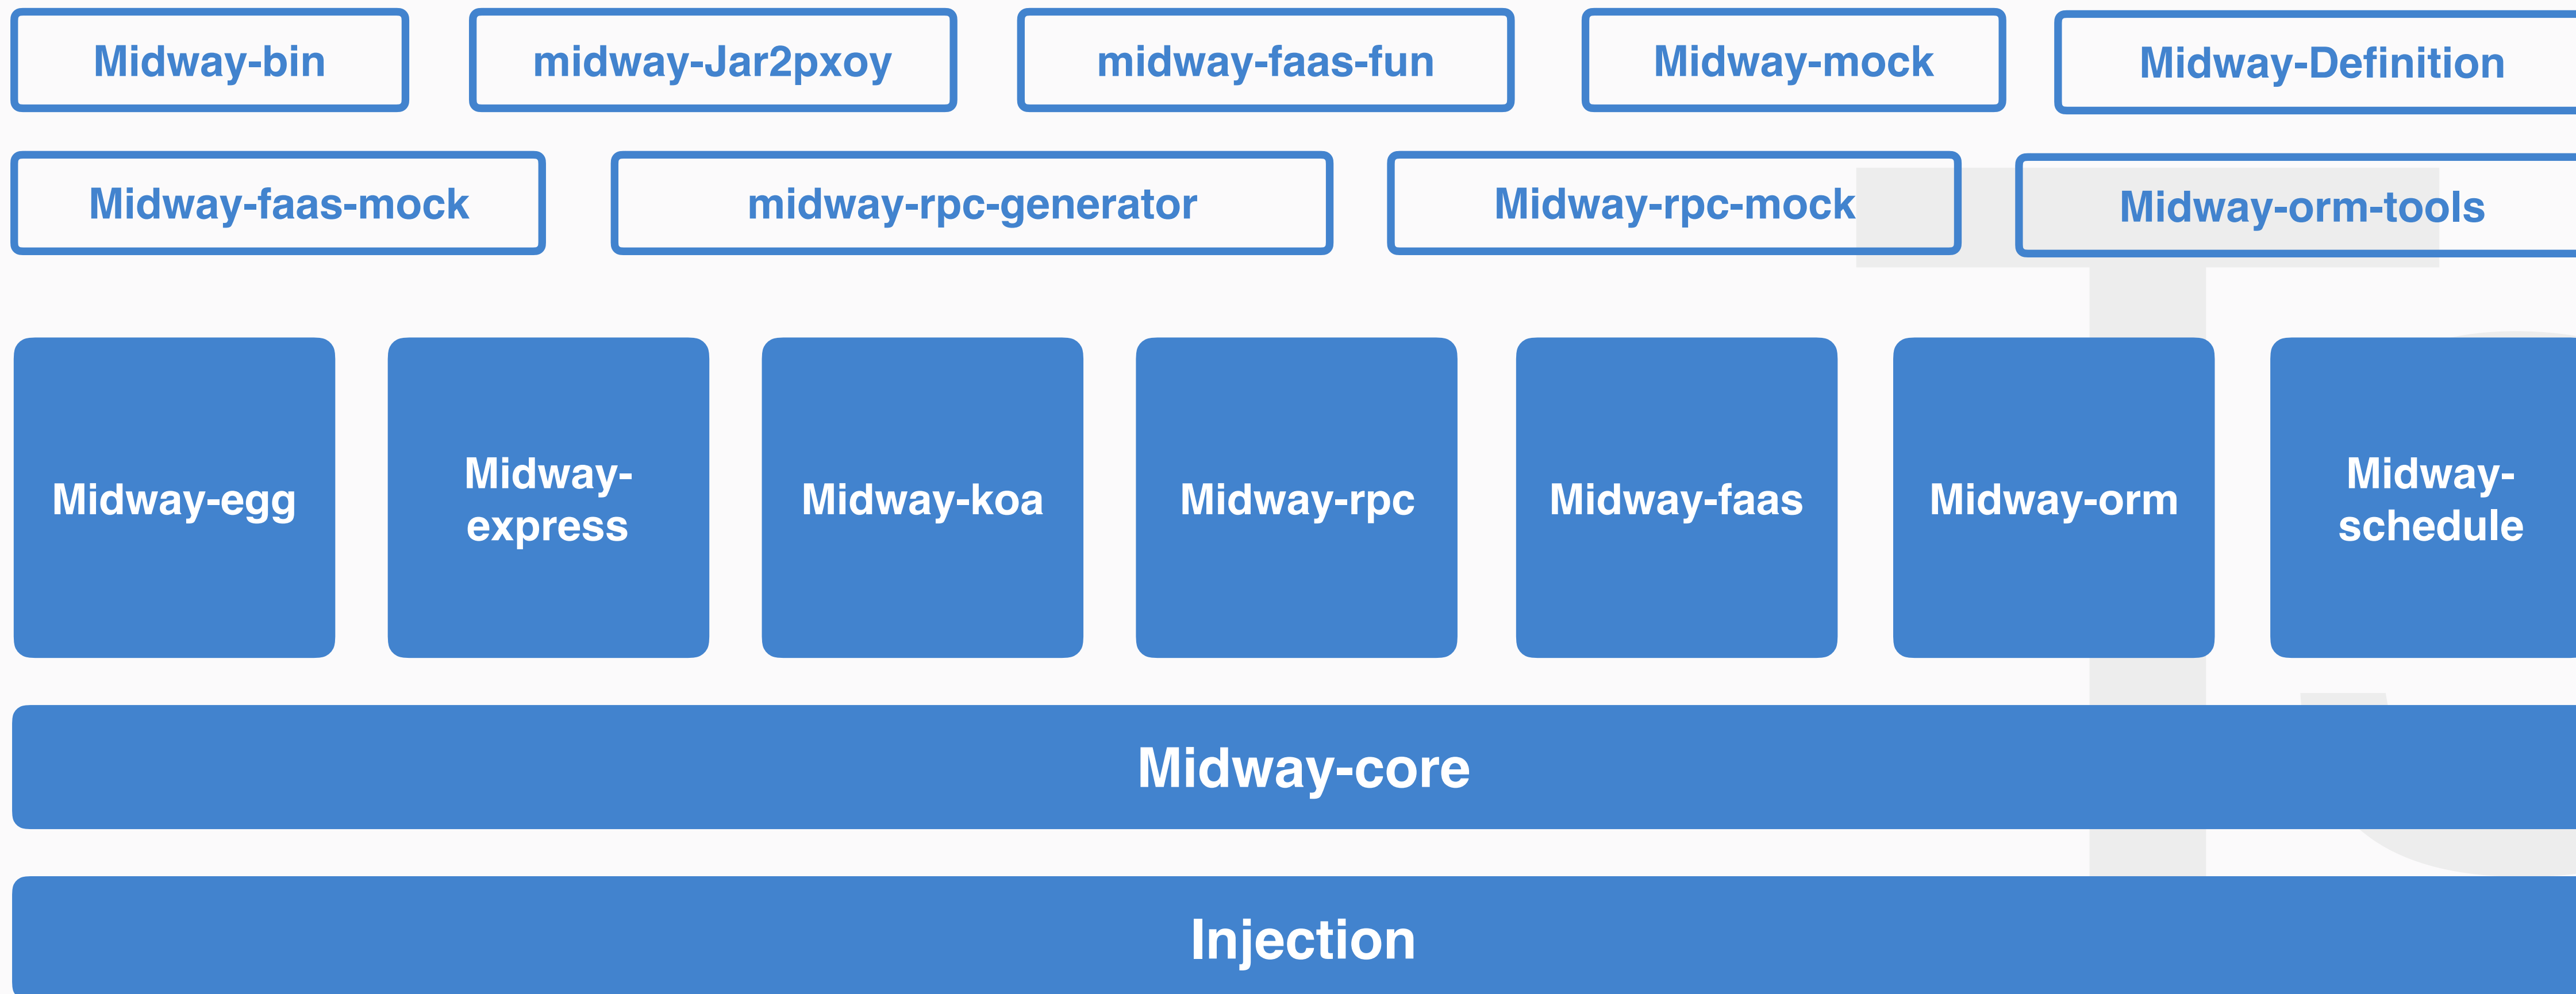 Midway-bin
midway-Jar2pxoy
midway-faas-fun
Midway-mock
Midway-Definition
Midway-faas-mock
midway-rpc-generator
Midway-rpc-mock
Midway-orm-tools
Midway-egg
Midway-
express
Midway-koa
Midway-rpc
Midway-faas
Midway-orm
Midway-
schedule
Midway-core
Injection